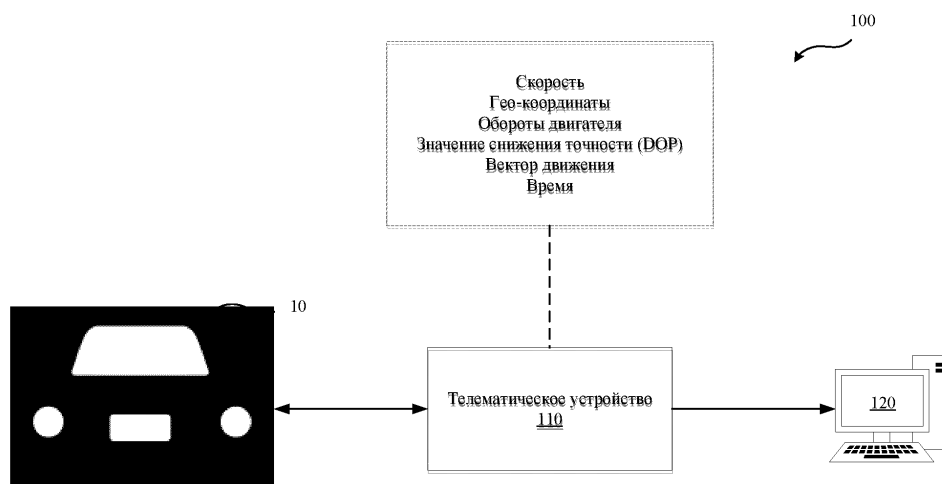 100
Скорость
Гео-координаты
Обороты двигателя
Значение снижения точности (DOP)
Вектор движения
Время
10
Телематическое устройство
110
120